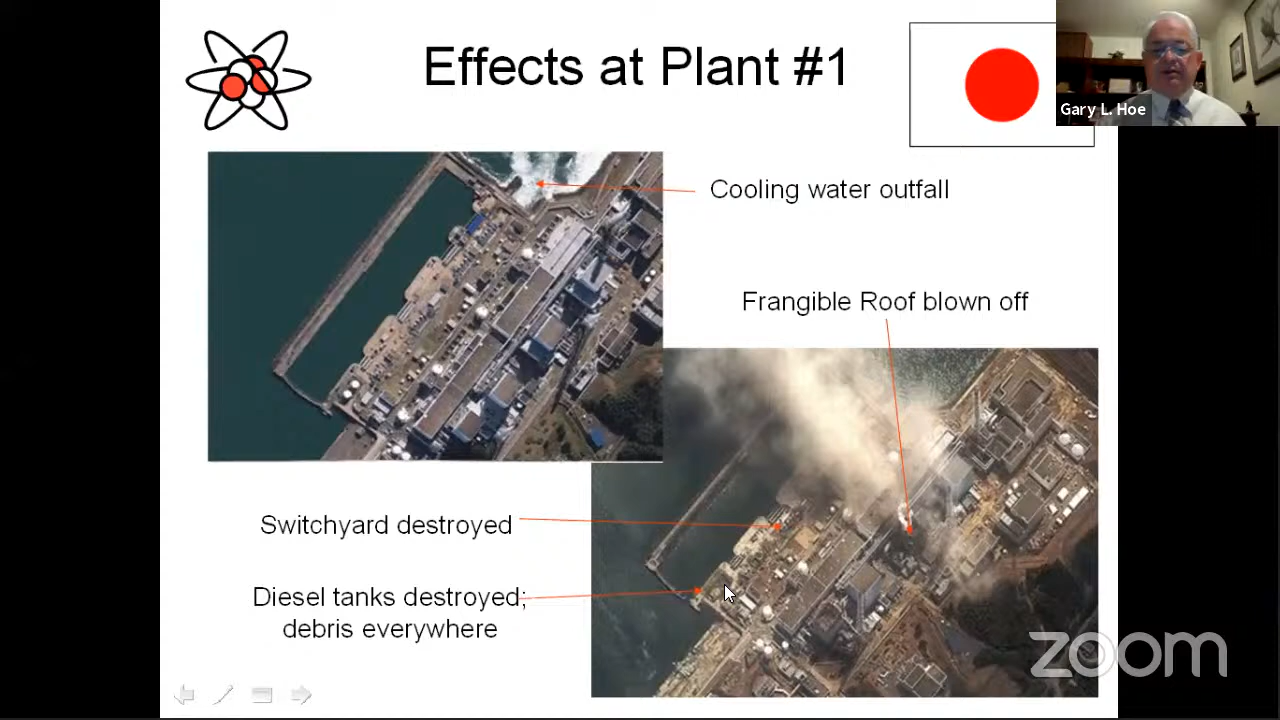 Effects at Plant #1
Gary L. Hoe
Cooling water outfall
Frangible Roof blown off
Switchyard destroyed
Diesel tanks destroyed;
debris everywhere
zoom